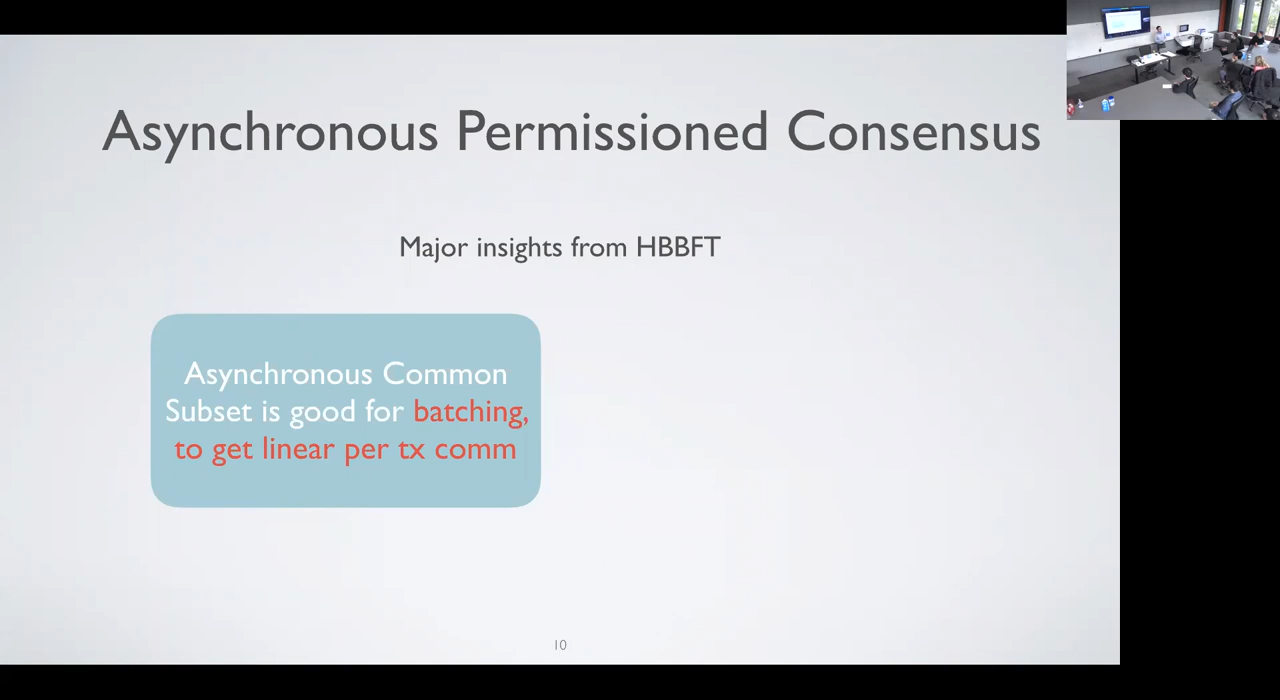 Asynchronous Permissioned Consensus
Major insights from HBBFT
Asynchronous Common
Subset is good for batching,
to get linear per tx comm
10